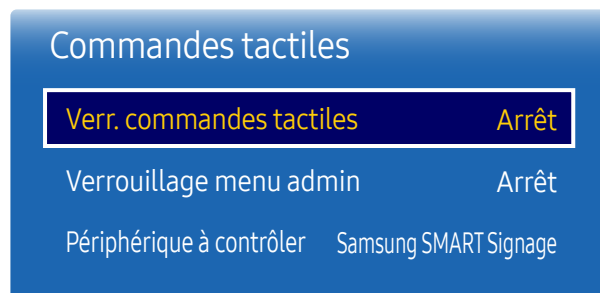 Commandes tactiles
Verr. commandes tactiles Arrêt
Verrouillage menu admin Arrêt
Périphérique à contrôler Samsung SMART Signage